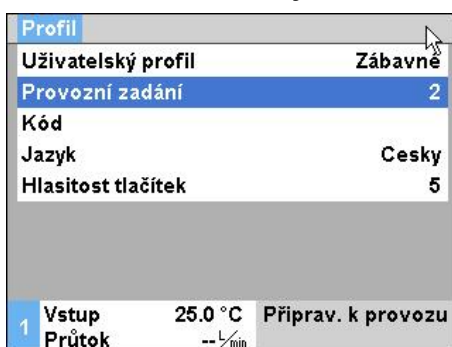 Profil
Uživatelský profil Zábavně
Provozní zadání 2
Kód
Jazyk Cesky
Hlasitost tlačítek 5
1 Vstup 25.0 °C Připrav. k provozu
Průtok -- L/min